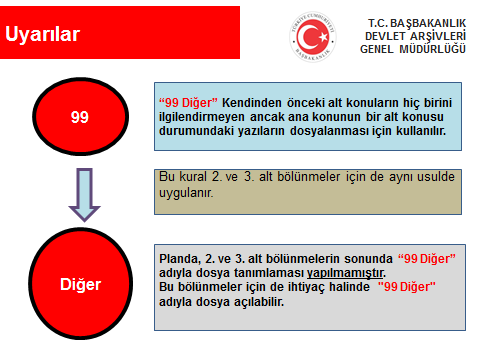 Uyarılar
T.C. BAŞBAKANLIK
DEVLET ARŞİVLERİ
GENEL MÜDÜRLÜĞÜ
99
“99 Diğer” Kendinden önceki alt konuların hiç birini
ilgilendirmeyen ancak ana konunun bir alt konusu
durumundaki yazıların dosyalanması için kullanılır.
Bu kural 2. ve 3. alt bölünmeler için de aynı usulde
uygulanır.
Diğer
Planda, 2. ve 3. alt bölünmelerin sonunda “99 Diğer”
adıyla dosya tanımlaması yapılmamıştır.
Bu bölünmeler için de ihtiyaç halinde "99 Diğer"
adıyla dosya açılabilir.